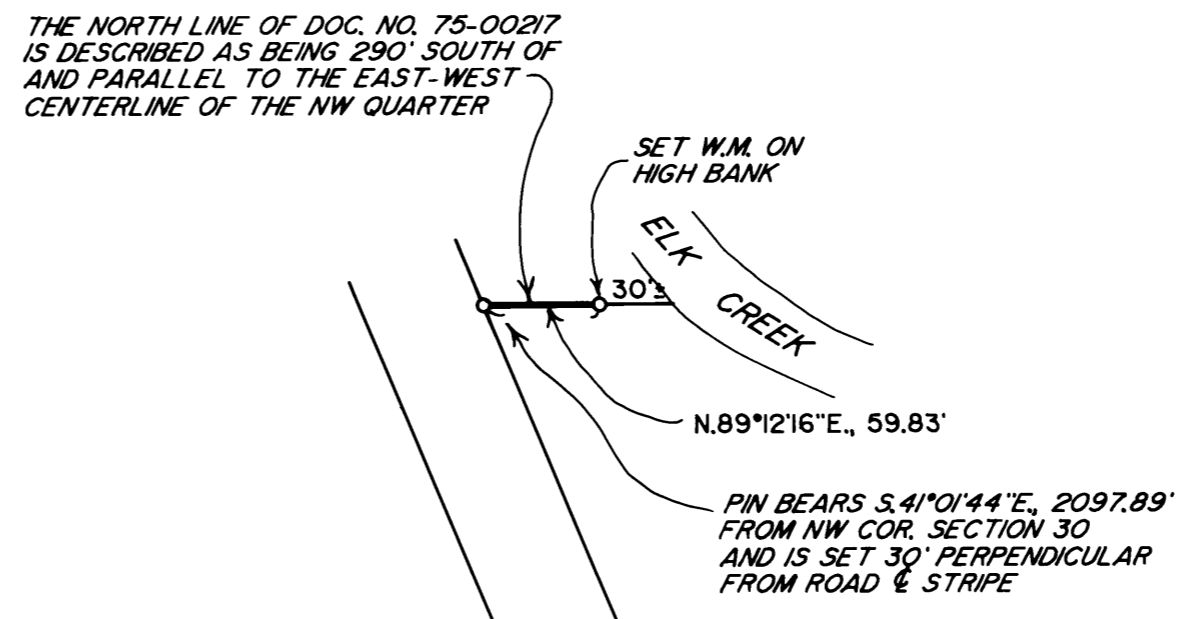 THE NORTH LINE OF DOC. NO. 75-00217
IS DESCRIBED AS BEING 290' SOUTH OF
AND PARALLEL TO THE EAST-WEST
CENTERLINE OF THE NW QUARTER
SET W.M. ON
HIGH BANK
ELK CREEK
30'±
N.89°12'16"E., 59.83'
PIN BEARS S.41°01'44"E., 2097.89'
FROM NW COR. SECTION 30
AND IS SET 30' PERPENDICULAR
FROM ROAD ℄ STRIPE